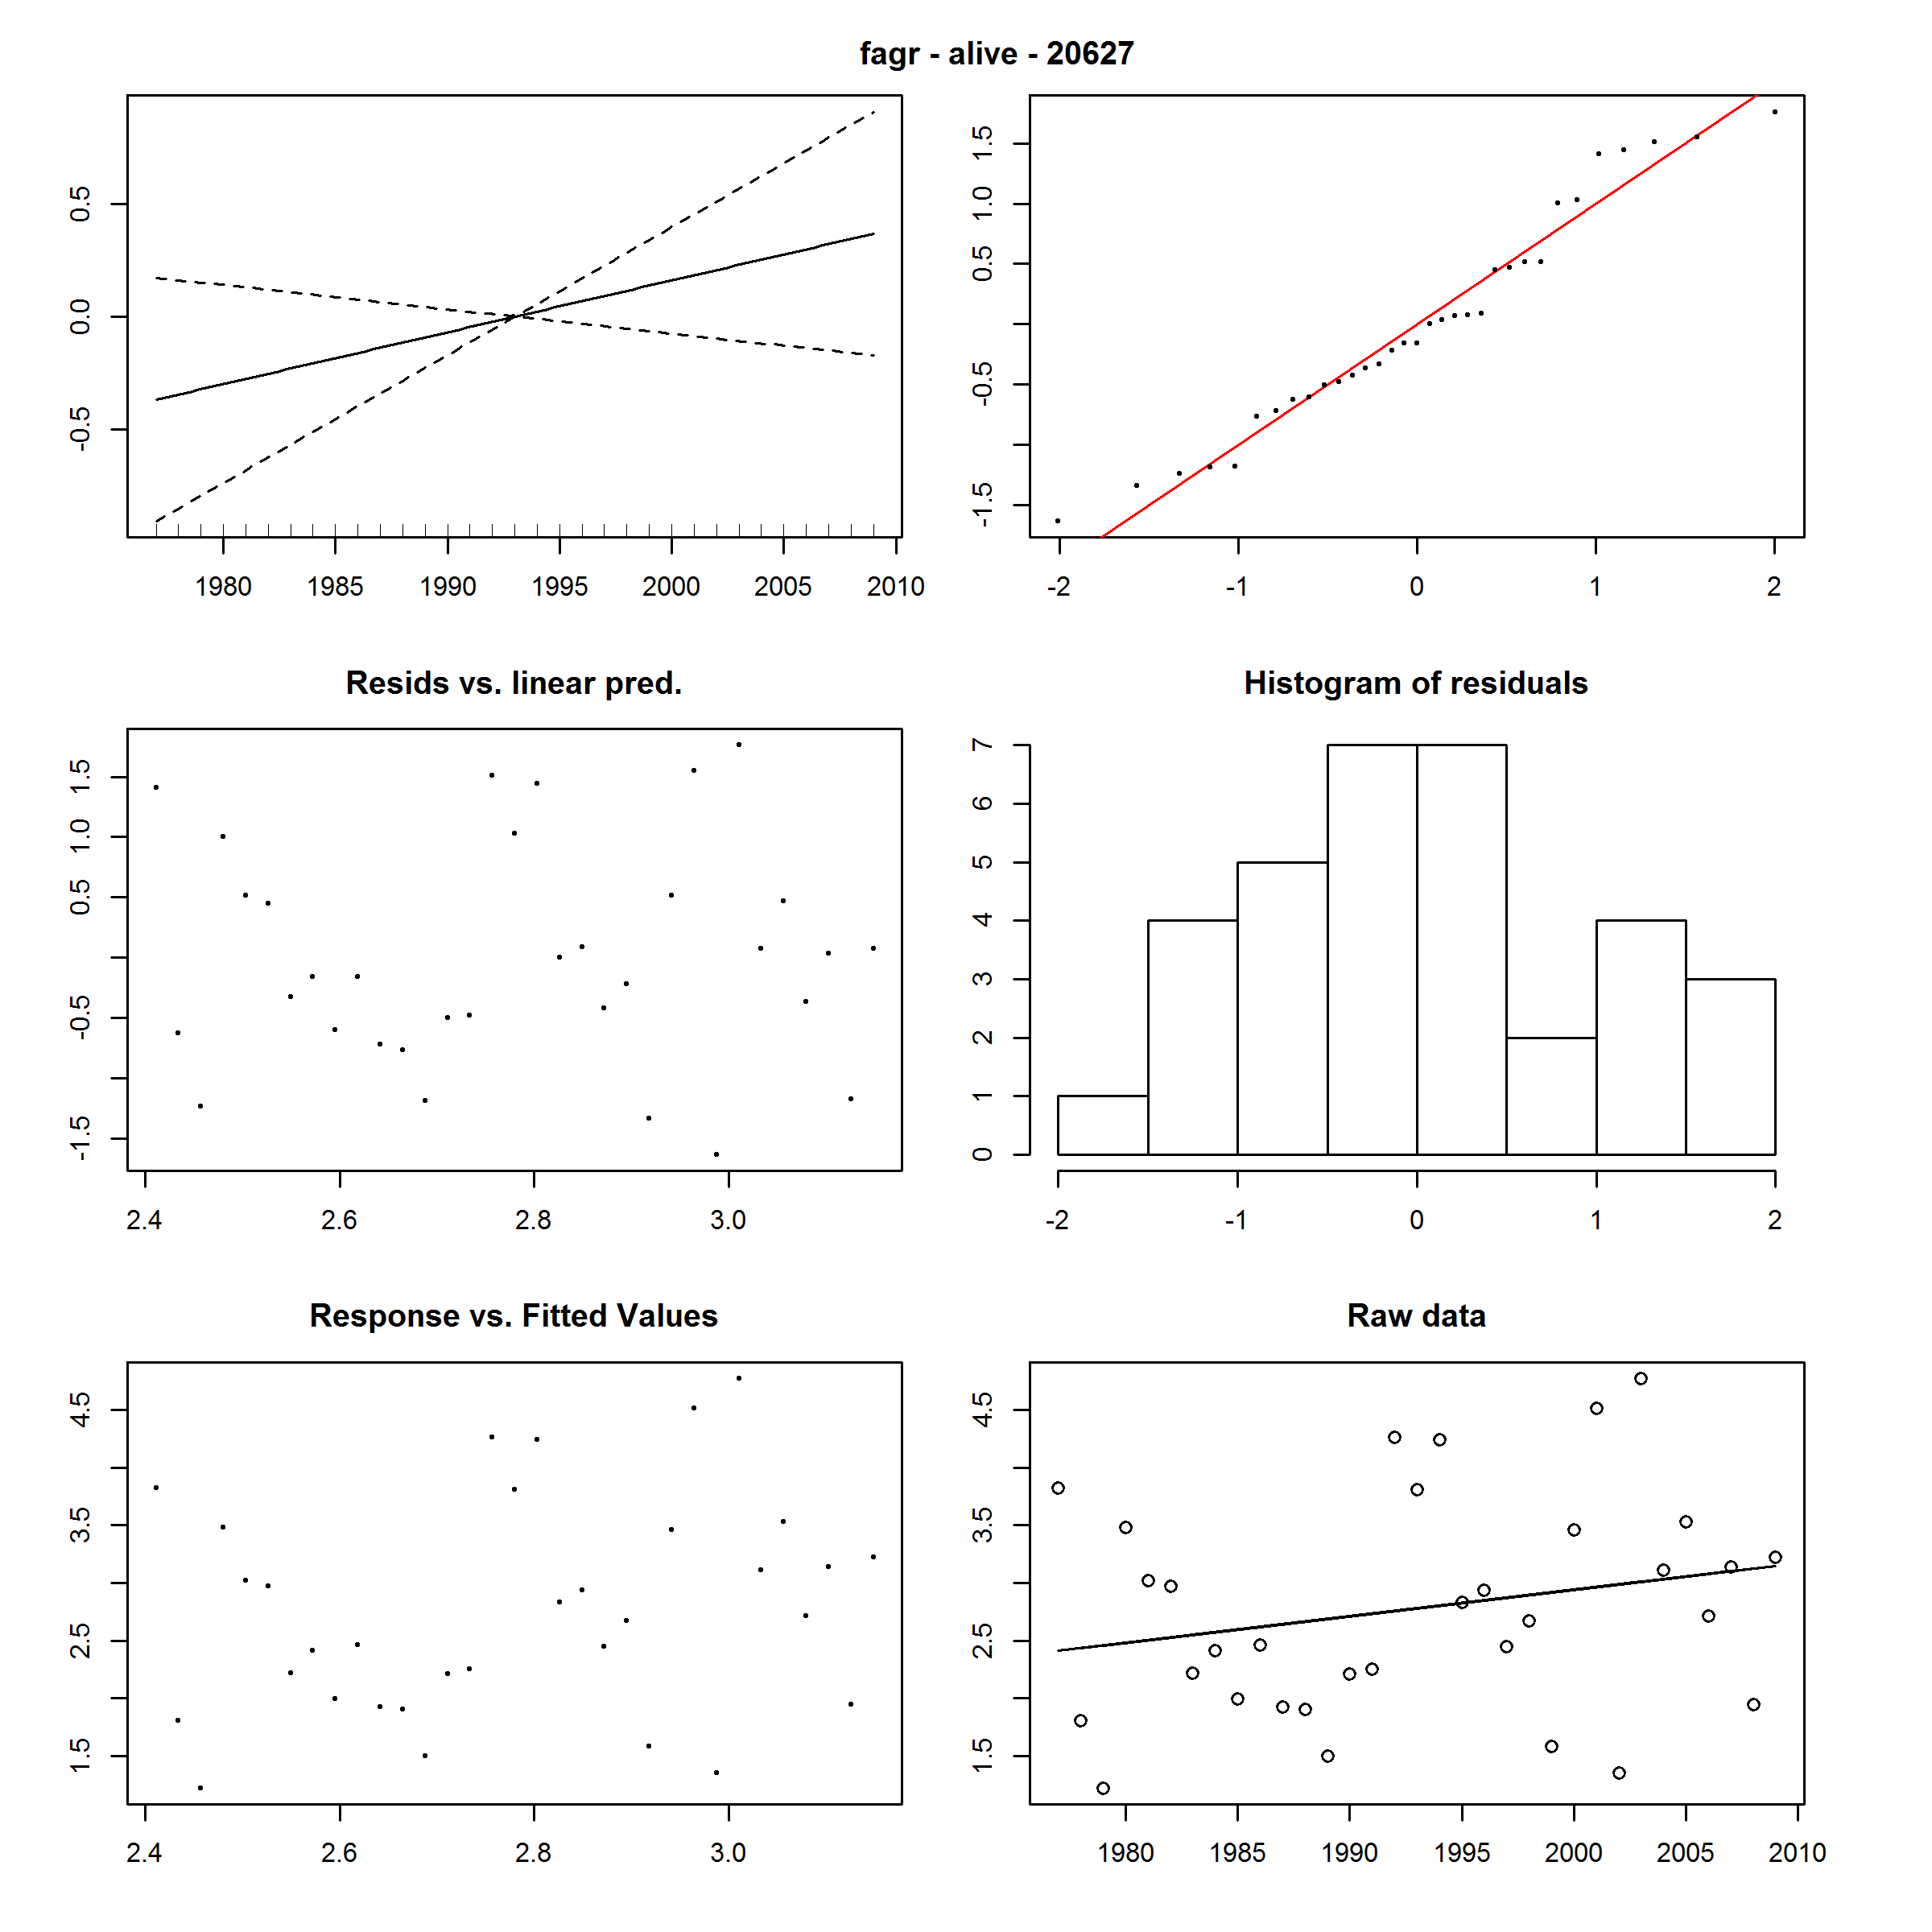 fagr - alive - 20627
0.5
0.0
-0.5
1980 1985 1990 1995 2000 2005 2010
1.5
1.0
0.5
-0.5
-1.5
-2 -1 0 1 2
Resids vs. linear pred.
1.5
1.0
0.5
-0.5
-1.5
2.4 2.6 2.8 3.0
Histogram of residuals
7
6
5
4
3
2
1
0
-2 -1 0 1 2
Response vs. Fitted Values
4.5
3.5
2.5
1.5
2.4 2.6 2.8 3.0
Raw data
4.5
3.5
2.5
1.5
1980 1985 1990 1995 2000 2005 2010